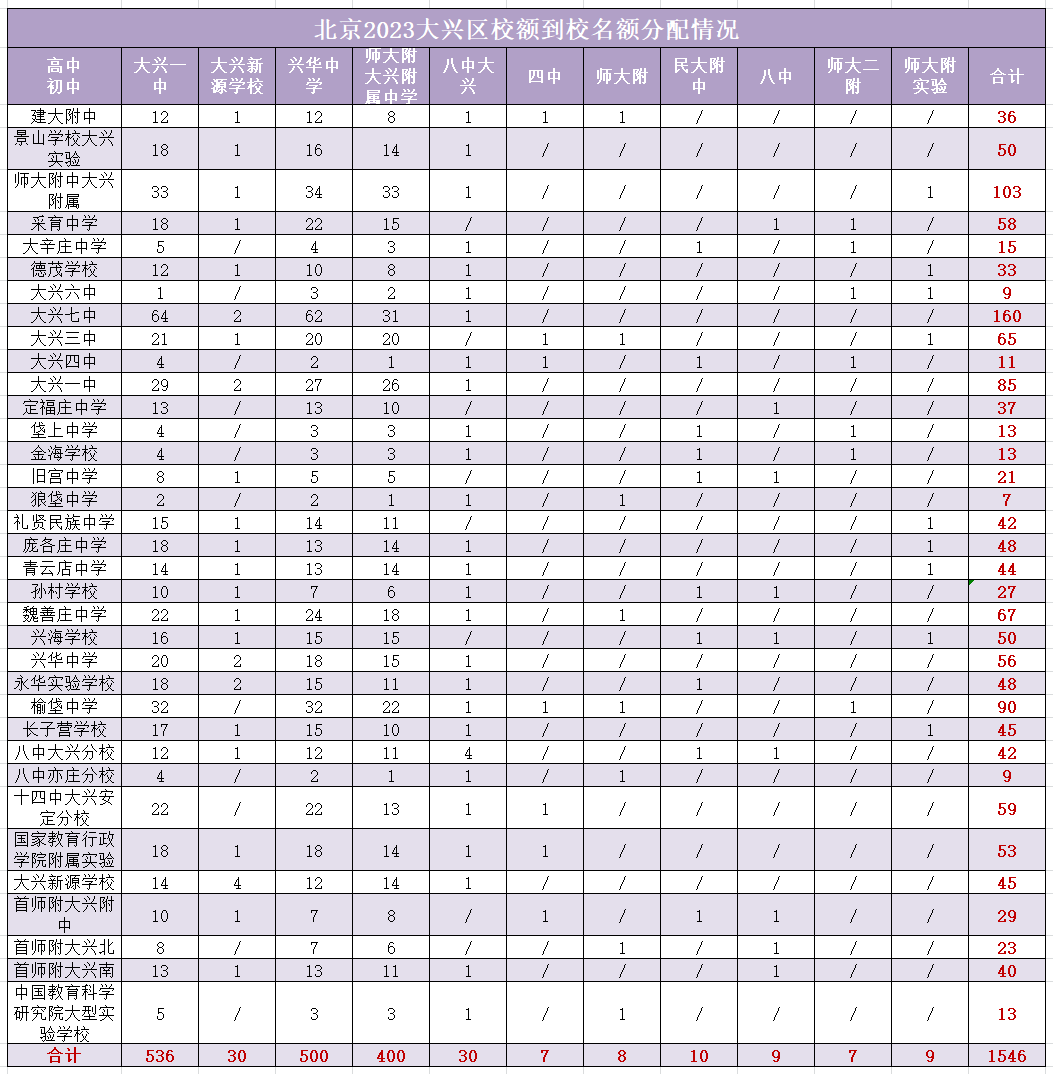 北京2023大兴区校额到校名额分配情况
高中 初中 大兴一中 大兴新源学校 兴华中学 师大附大兴附属中学 八中大兴 四中 师大附 民大附中 八中 师大二附 师大附实验 合计
建大附中 12 1 12 8 1 1 1 / / / / 36
景山学校大兴实验 18 1 16 14 1 / / / / / / 50
师大附中大兴附属 33 1 34 33 1 / / / / / 1 103
采育中学 18 1 22 15 / / / / 1 1 / 58
大辛庄中学 5 / 4 3 1 / / 1 / 1 / 15
德茂学校 12 1 10 8 1 / / / / / 1 33
大兴六中 1 / 3 2 1 / / / / 1 1 9
大兴七中 64 2 62 31 1 / / / / / / 160
大兴三中 21 1 20 20 / 1 1 / / / 1 65
大兴四中 4 / 2 1 1 1 / 1 / 1 / 11
大兴一中 29 2 27 26 1 / / / / / / 85
定福庄中学 13 / 13 10 / / / / 1 / / 37
垡上中学 4 / 3 3 1 / / 1 / 1 / 13
金海学校 4 / 3 3 1 / / 1 / 1 / 13
旧宫中学 8 1 5 5 / / / 1 1 / / 21
狼垡中学 2 / 2 1 1 / 1 / / / / 7
礼贤民族中学 15 1 14 11 / / / / / / 1 42
庞各庄中学 18 1 13 14 1 / / / / / 1 48
青云店中学 14 1 13 14 1 / / / / / 1 44
孙村学校 10 1 7 6 1 / / 1 1 / / 27
魏善庄中学 22 1 24 18 1 / 1 / / / / 67
兴海学校 16 1 15 15 / / / 1 1 / 1 50
兴华中学 20 2 18 15 1 / / / / / / 56
永华实验学校 18 2 15 11 1 / / 1 / / / 48
榆垡中学 32 / 32 22 1 1 1 / / 1 / 90
长子营学校 17 1 15 10 1 / / / / / 1 45
八中大兴分校 12 1 12 11 4 / / 1 1 / / 42
八中亦庄分校 4 / 2 1 1 / 1 / / / / 9
十四中大兴安定分校 22 / 22 13 1 1 / / / / / 59
国家教育行政学院附属实验 18 1 18 14 1 1 / / / / / 53
大兴新源学校 14 4 12 14 1 / / / / / / 45
首师附大兴附中 10 1 7 8 / 1 / 1 1 / / 29
首师附大兴北 8 / 7 6 / / 1 / 1 / / 23
首师附大兴南 13 1 13 11 1 / / / 1 / / 40
中国教育科学研究院大型实验学校 5 / 3 3 1 / 1 / / / / 13
合计 536 30 500 400 30 7 8 10 9 7 9 1546